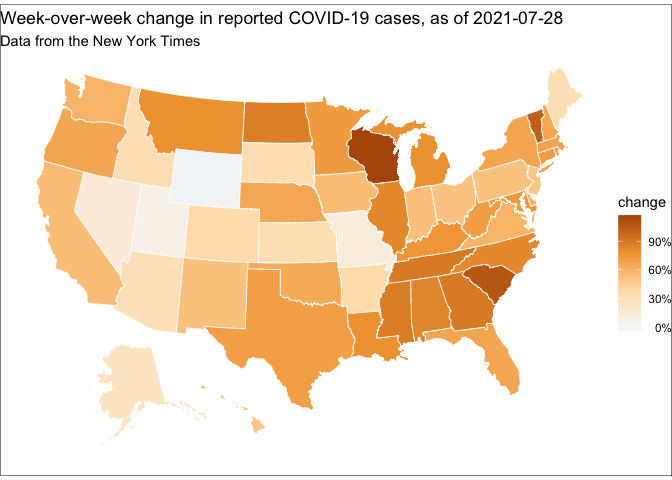 Week-over-week change in reported COVID-19 cases, as of 2021-07-28
Data from the New York Times
change
90%
60%
30%
0%